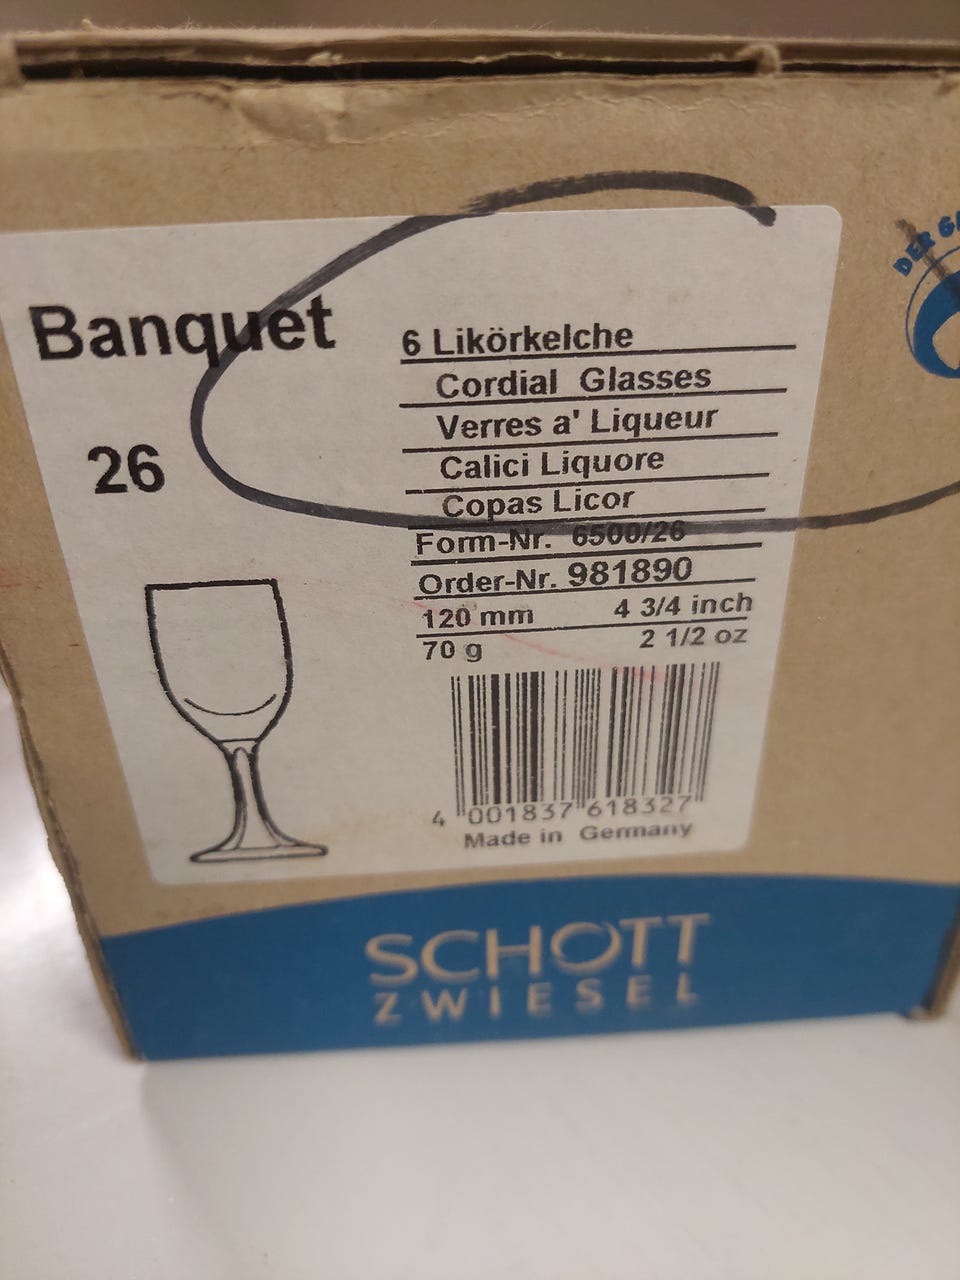 DER
Banquet
26
6 Likörkelche
Cordial Glasses
Verres a' Liqueur
Calici Liquore
Copas Licor
Form-Nr. 6500/26
Order-Nr. 981890
120 mm 4 3/4 inch
70 g 2 1/2 oz
4 001837 618327
Made in Germany
SCHOTT
ZWIESEL